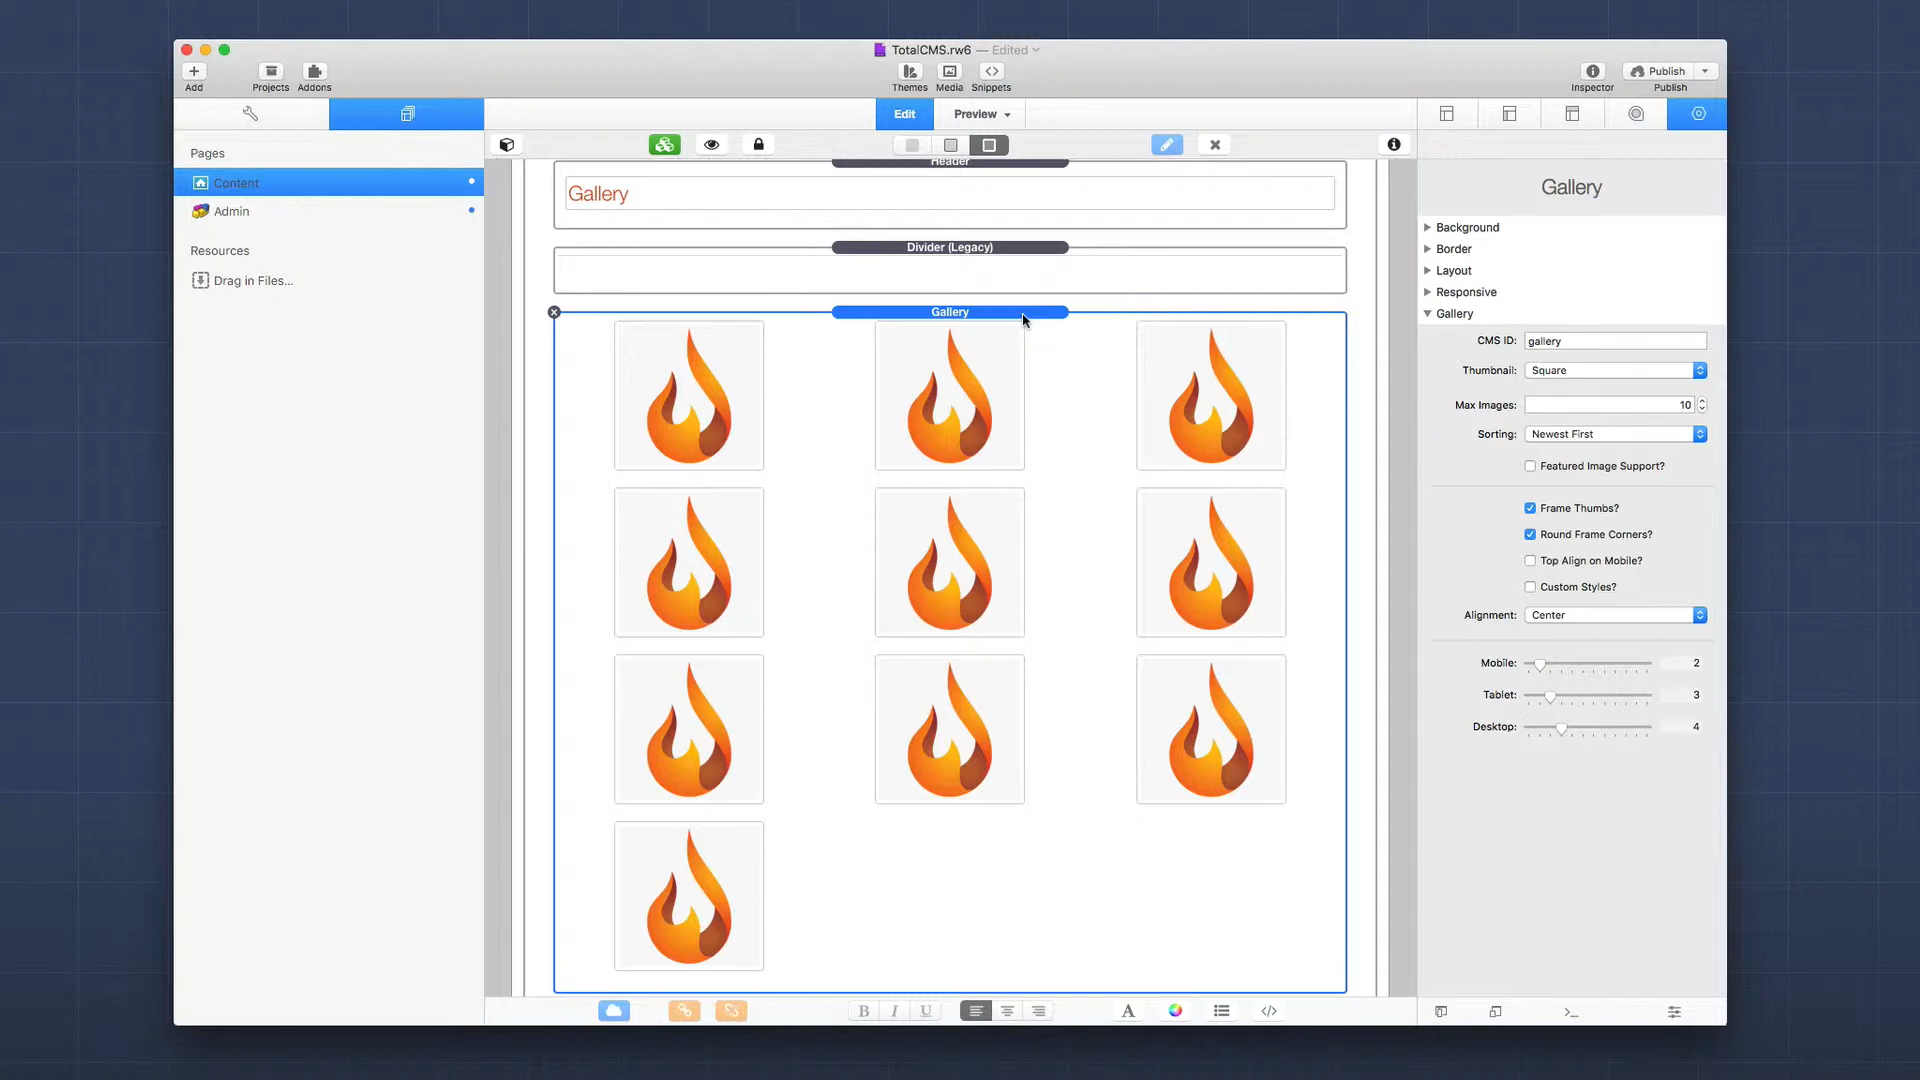 TotalCMS.rw6 — Edited
Add
Projects
Addons
Themes
Media
Snippets
Inspector
Publish
Publish
Edit
Preview
Pages
Content
Admin
Resources
Drag in Files...
Header
Gallery
Divider (Legacy)
Gallery
Gallery
Background
Border
Layout
Responsive
Gallery
CMS ID: gallery
Thumbnail: Square
Max Images: 10
Sorting: Newest First
Featured Image Support?
Frame Thumbs?
Round Frame Corners?
Top Align on Mobile?
Custom Styles?
Alignment: Center
Mobile: 2
Tablet: 3
Desktop: 4
B I U
A